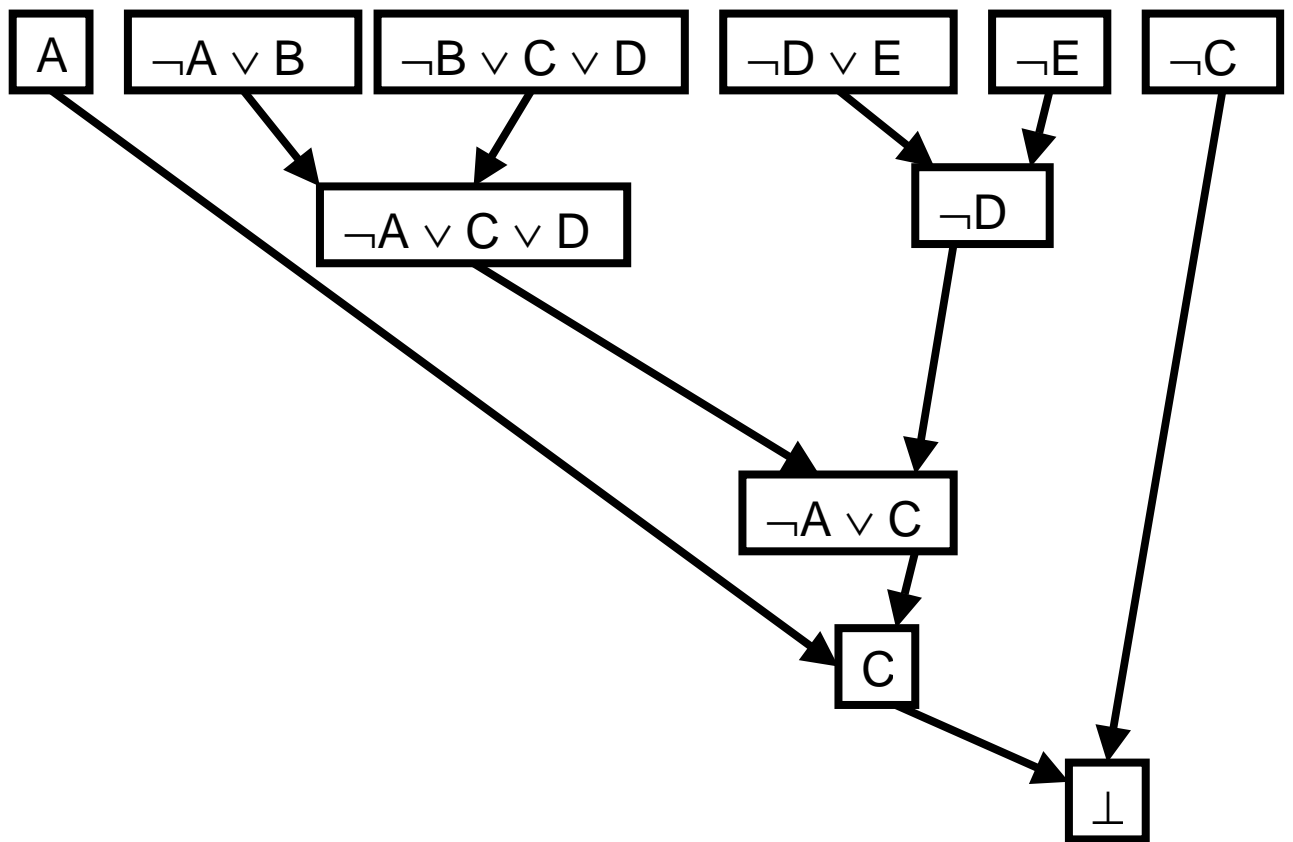 A ¬A ∨ B ¬B ∨ C ∨ D ¬D ∨ E ¬E ¬C
¬A ∨ C ∨ D ¬D
¬A ∨ C
C
⊥